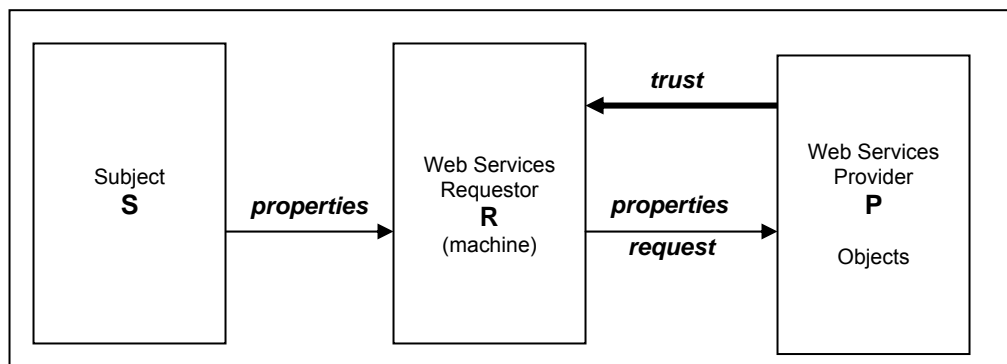 Subject
S
properties
Web Services
Requestor
R
(machine)
trust
properties
request
Web Services
Provider
P
Objects